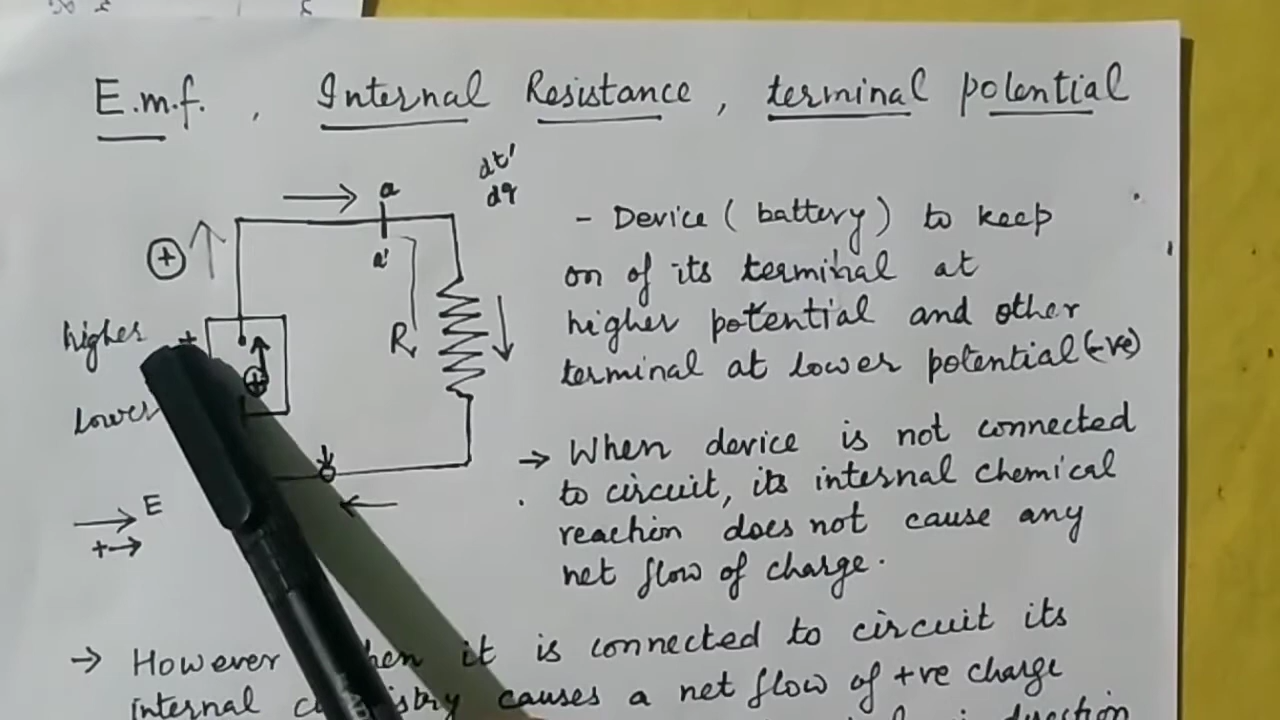 E.m.f. , Internal Resistance , terminal potential
dt'
dq
a
a'
+
higher
+
R
+
Lower
b
E
+→
- Device ( battery ) to keep
on of its terminal at
higher potential and other
terminal at lower potential (-ve)
→ When device is not connected
to circuit, its internal chemical
reaction does not cause any
net flow of charge.
→ However it is connected to circuit its
internal causes a net flow of +ve charge
direction